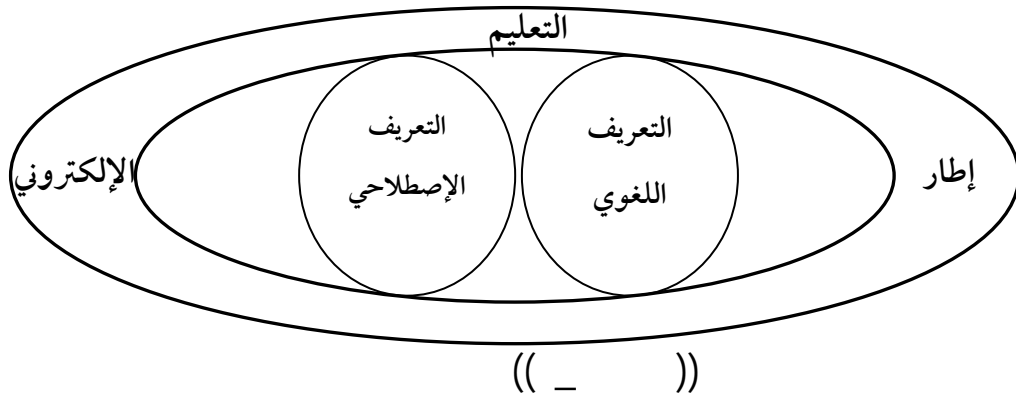 التعليم
إطار
الإلكتروني
التعريف
اللغوي
التعريف
الإصطلاحي
(( _ ))